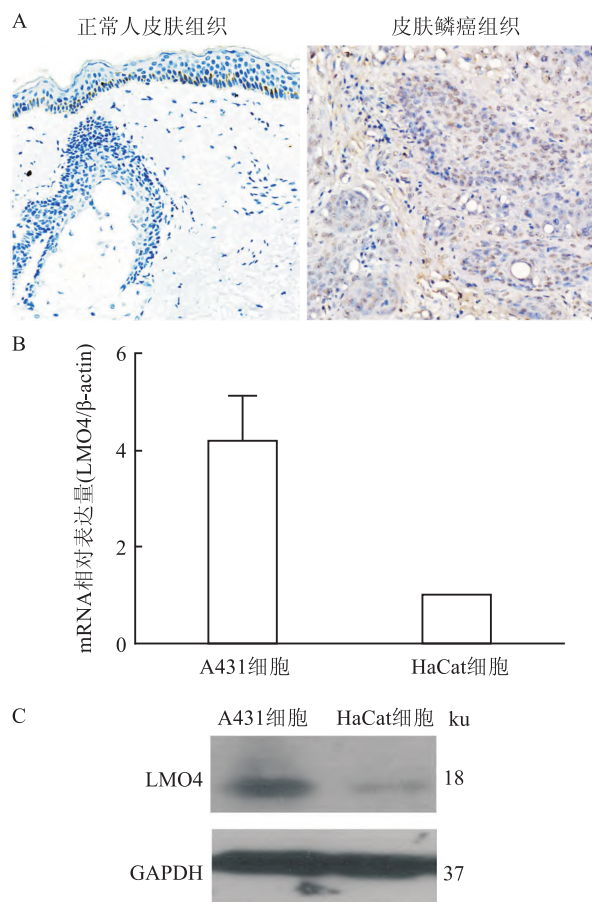 A
正常人皮肤组织 皮肤鳞癌组织
B
mRNA相对表达量(LMO4/β-actin)
6
4
2
0
A431细胞 HaCat细胞
C
A431细胞 HaCat细胞 ku
LMO4 18
GAPDH 37